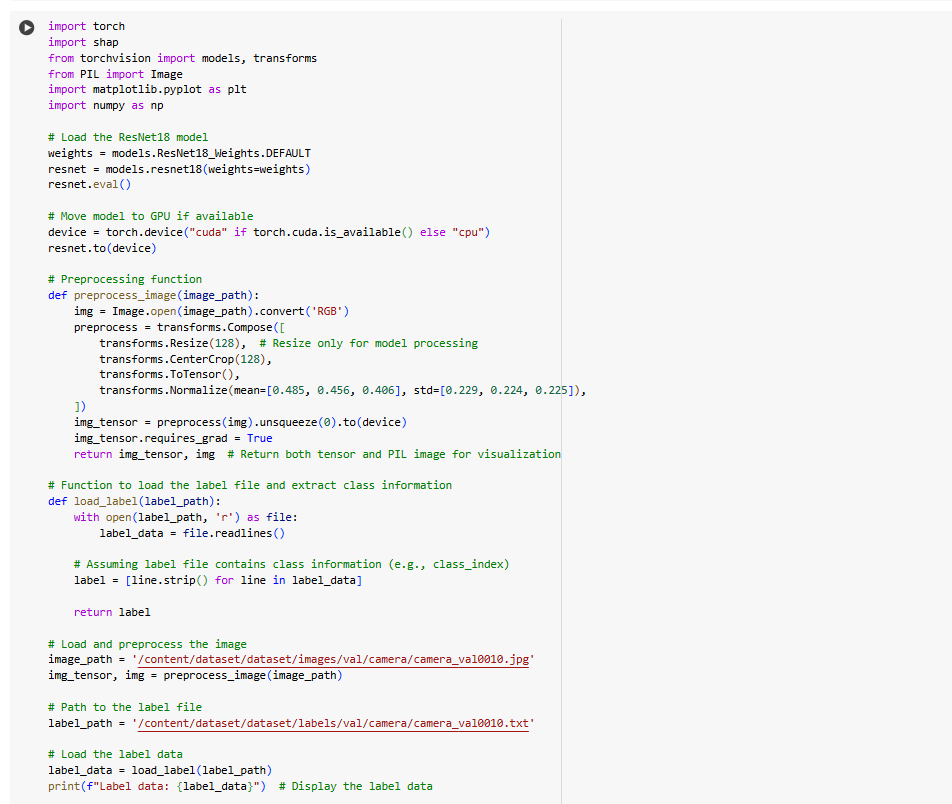 import torch
import shap
from torchvision import models, transforms
from PIL import Image
import matplotlib.pyplot as plt
import numpy as np

# Load the ResNet18 model
weights = models.ResNet18_Weights.DEFAULT
resnet = models.resnet18(weights=weights)
resnet.eval()

# Move model to GPU if available
device = torch.device("cuda" if torch.cuda.is_available() else "cpu")
resnet.to(device)

# Preprocessing function
def preprocess_image(image_path):
    img = Image.open(image_path).convert('RGB')
    preprocess = transforms.Compose([
        transforms.Resize(128),  # Resize only for model processing
        transforms.CenterCrop(128),
        transforms.ToTensor(),
        transforms.Normalize(mean=[0.485, 0.456, 0.406], std=[0.229, 0.224, 0.225]),
    ])
    img_tensor = preprocess(img).unsqueeze(0).to(device)
    img_tensor.requires_grad = True
    return img_tensor, img  # Return both tensor and PIL image for visualization

# Function to load the label file and extract class information
def load_label(label_path):
    with open(label_path, 'r') as file:
        label_data = file.readlines()

    # Assuming label file contains class information (e.g., class_index)
    label = [line.strip() for line in label_data]

    return label

# Load and preprocess the image
image_path = '/content/dataset/dataset/images/val/camera/camera_val0010.jpg'
img_tensor, img = preprocess_image(image_path)

# Path to the label file
label_path = '/content/dataset/dataset/labels/val/camera/camera_val0010.txt'

# Load the label data
label_data = load_label(label_path)
print(f"Label data: {label_data}")  # Display the label data